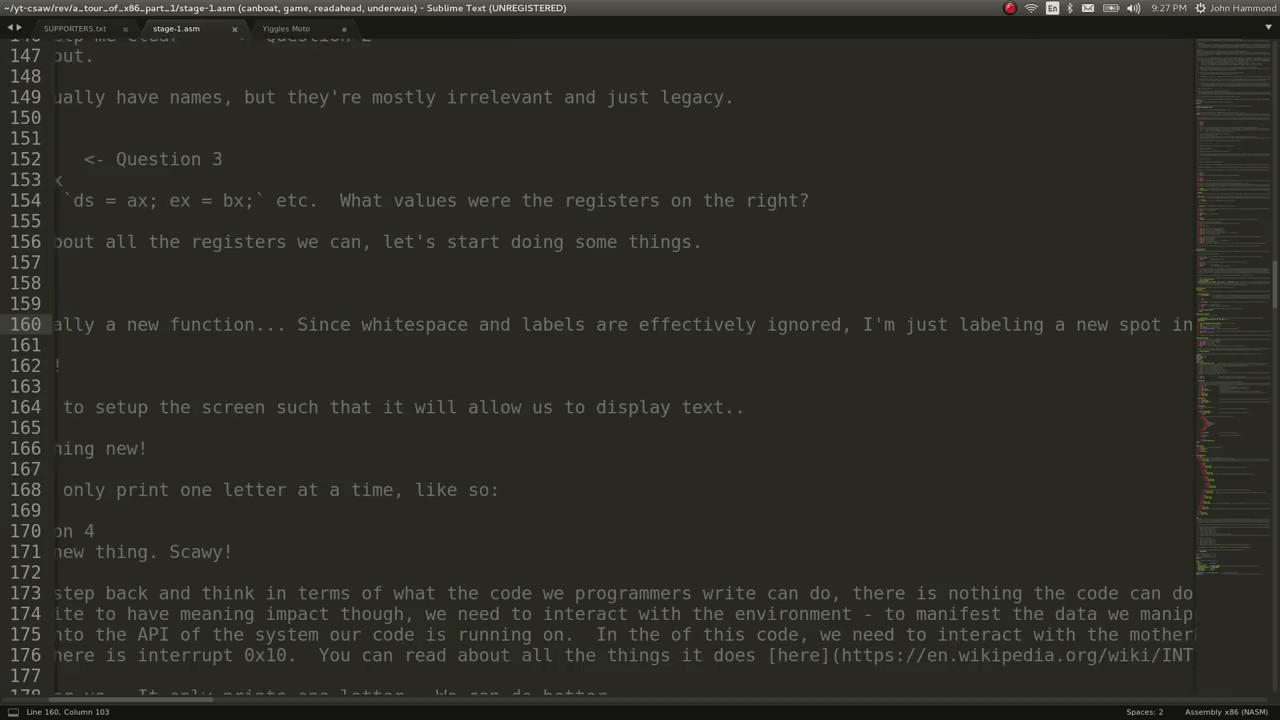 ~/yt-csaw/rev/a_tour_of_x86_part_1/stage-1.asm (canboat, game, readahead, underwais) - Sublime Text (UNREGISTERED)
En
9:27 PM
John Hammond
SUPPORTERS.txt
stage-1.asm
Yiggles Moto
147 out.
148
149 ually have names, but they're mostly irrelevant and just legacy.
150
151
152 <- Question 3
153 x
154 `ds = ax; ex = bx;` etc. What values were the registers on the right?
155
156 bout all the registers we can, let's start doing some things.
157
158
159
160 ally a new function... Since whitespace and labels are effectively ignored, I'm just labeling a new spot in
161
162 !
163
164 to setup the screen such that it will allow us to display text..
165
166 hing new!
167
168 only print one letter at a time, like so:
169
170 on 4
171 new thing. Scawy!
172
173 step back and think in terms of what the code we programmers write can do, there is nothing the code can do
174 ite to have meaning impact though, we need to interact with the environment - to manifest the data we manip
175 nto the API of the system our code is running on. In the of this code, we need to interact with the mother
176 here is interrupt 0x10. You can read about all the things it does [here](https://en.wikipedia.org/wiki/INT
177
178 It only prints one letter. We can do better
Line 160, Column 103
Spaces: 2
Assembly x86 (NASM)